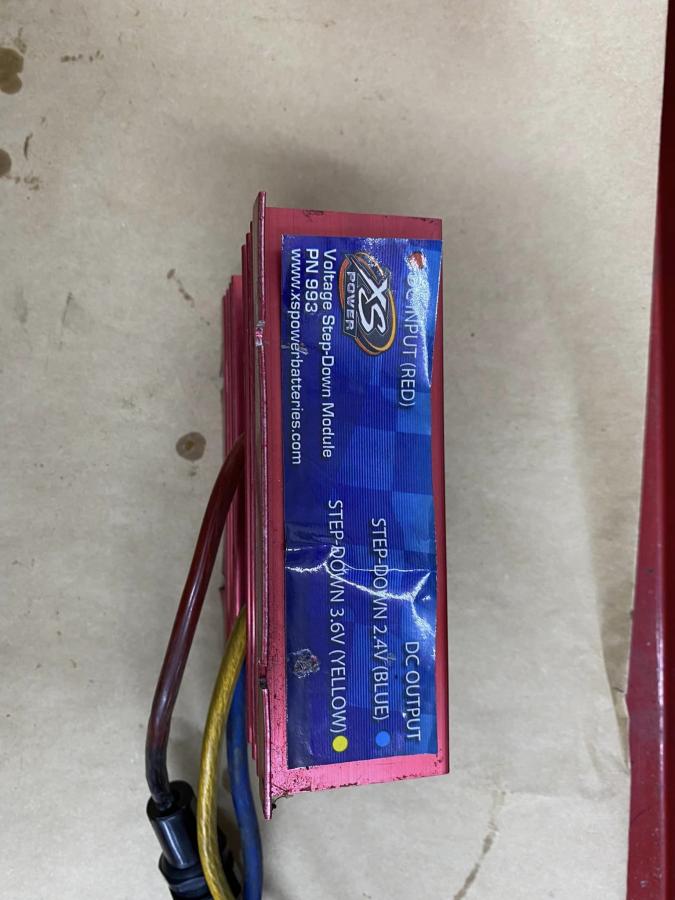 DC INPUT (RED)
XS
POWER
Voltage Step-Down Module
PN 993
www.xspowerbatteries.com
DC OUTPUT
STEP-DOWN 2.4V (BLUE)
STEP-DOWN 3.6V (YELLOW)